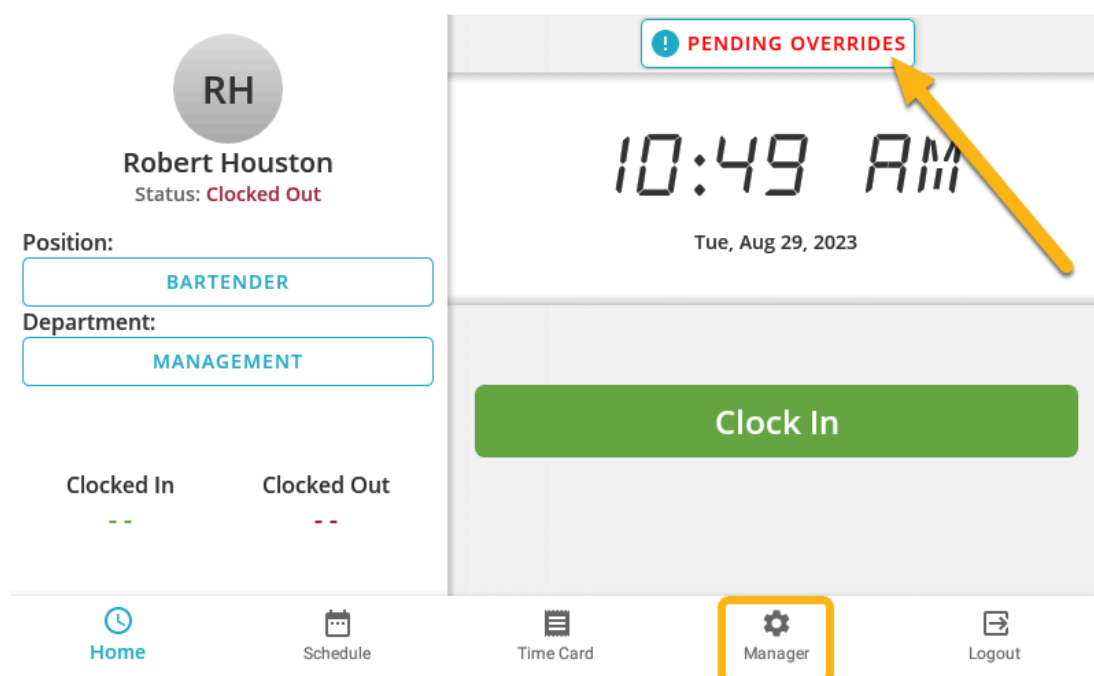 RH
Robert Houston
Status: Clocked Out
Position:
BARTENDER
Department:
MANAGEMENT
Clocked In Clocked Out
- - - -
! PENDING OVERRIDES
10:49 AM
Tue, Aug 29, 2023
Clock In
Home Schedule Time Card Manager Logout